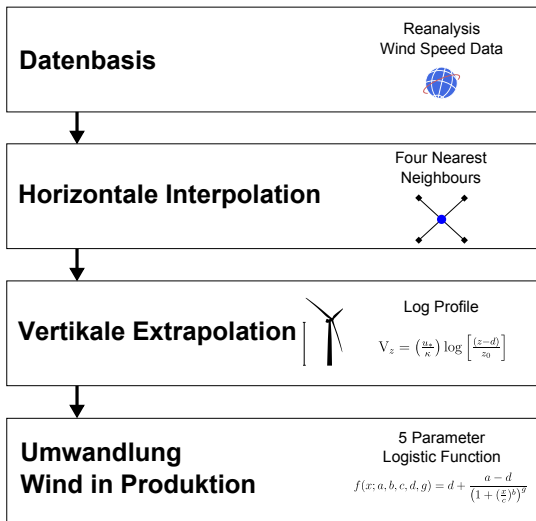 Datenbasis
Reanalysis
Wind Speed Data
Horizontale Interpolation
Four Nearest
Neighbours
Vertikale Extrapolation
Log Profile
V_z = (u_*/κ) log [(z−d)/z_0]
Umwandlung
Wind in Produktion
5 Parameter
Logistic Function
f(x; a, b, c, d, g) = d + (a − d)/(1 + (x/c)^b)^g